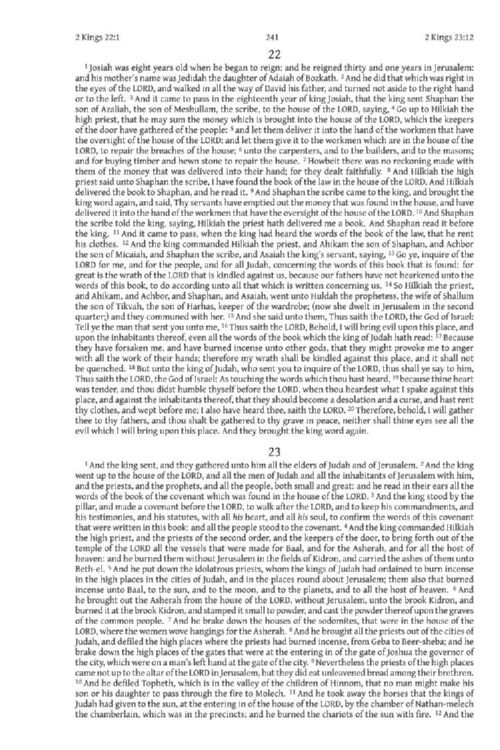 2 Kings 22:1 241 2 Kings 23:12
22
1 Josiah was eight years old when he began to reign; and he reigned thirty and one years in Jerusalem:
and his mother's name was Jedidah the daughter of Adaiah of Bozkath. 2 And he did that which was right in
the eyes of the LORD, and walked in all the way of David his father, and turned not aside to the right hand
or to the left. 3 And it came to pass in the eighteenth year of king Josiah, that the king sent Shaphan the
son of Azaliah, the son of Meshullam, the scribe, to the house of the LORD, saying, 4 Go up to Hilkiah the
high priest, that he may sum the money which is brought into the house of the LORD, which the keepers
of the door have gathered of the people: 5 and let them deliver it into the hand of the workmen that have
the oversight of the house of the LORD; and let them give it to the workmen which are in the house of the
LORD, to repair the breaches of the house; 6 unto the carpenters, and to the builders, and to the masons;
and for buying timber and hewn stone to repair the house. 7 Howbeit there was no reckoning made with
them of the money that was delivered into their hand; for they dealt faithfully. 8 And Hilkiah the high
priest said unto Shaphan the scribe, I have found the book of the law in the house of the LORD. And Hilkiah
delivered the book to Shaphan, and he read it. 9 And Shaphan the scribe came to the king, and brought the
king word again, and said, Thy servants have emptied out the money that was found in the house, and have
delivered it into the hand of the workmen that have the oversight of the house of the LORD. 10 And Shaphan
the scribe told the king, saying, Hilkiah the priest hath delivered me a book. And Shaphan read it before
the king. 11 And it came to pass, when the king had heard the words of the book of the law, that he rent
his clothes. 12 And the king commanded Hilkiah the priest, and Ahikam the son of Shaphan, and Achbor
the son of Micaiah, and Shaphan the scribe, and Asaiah the king's servant, saying, 13 Go ye, inquire of the
LORD for me, and for the people, and for all Judah, concerning the words of this book that is found: for
great is the wrath of the LORD that is kindled against us, because our fathers have not hearkened unto the
words of this book, to do according unto all that which is written concerning us. 14 So Hilkiah the priest,
and Ahikam, and Achbor, and Shaphan, and Asaiah, went unto Huldah the prophetess, the wife of Shallum
the son of Tikvah, the son of Harhas, keeper of the wardrobe; (now she dwelt in Jerusalem in the second
quarter;) and they communed with her. 15 And she said unto them, Thus saith the LORD, the God of Israel:
Tell ye the man that sent you unto me, 16 Thus saith the LORD, Behold, I will bring evil upon this place, and
upon the inhabitants thereof, even all the words of the book which the king of Judah hath read: 17 Because
they have forsaken me, and have burned incense unto other gods, that they might provoke me to anger
with all the work of their hands; therefore my wrath shall be kindled against this place, and it shall not
be quenched. 18 But unto the king of Judah, who sent you to inquire of the LORD, thus shall ye say to him,
Thus saith the LORD, the God of Israel: As touching the words which thou hast heard, 19 because thine heart
was tender, and thou didst humble thyself before the LORD, when thou heardest what I spake against this
place, and against the inhabitants thereof, that they should become a desolation and a curse, and hast rent
thy clothes, and wept before me; I also have heard thee, saith the LORD. 20 Therefore, behold, I will gather
thee to thy fathers, and thou shalt be gathered to thy grave in peace, neither shall thine eyes see all the
evil which I will bring upon this place. And they brought the king word again.
23
1 And the king sent, and they gathered unto him all the elders of Judah and of Jerusalem. 2 And the king
went up to the house of the LORD, and all the men of Judah and all the inhabitants of Jerusalem with him,
and the priests, and the prophets, and all the people, both small and great: and he read in their ears all the
words of the book of the covenant which was found in the house of the LORD. 3 And the king stood by the
pillar, and made a covenant before the LORD, to walk after the LORD, and to keep his commandments, and
his testimonies, and his statutes, with all his heart, and all his soul, to confirm the words of this covenant
that were written in this book: and all the people stood to the covenant. 4 And the king commanded Hilkiah
the high priest, and the priests of the second order, and the keepers of the door, to bring forth out of the
temple of the LORD all the vessels that were made for Baal, and for the Asherah, and for all the host of
heaven: and he burned them without Jerusalem in the fields of Kidron, and carried the ashes of them unto
Beth-el. 5 And he put down the idolatrous priests, whom the kings of Judah had ordained to burn incense
in the high places in the cities of Judah, and in the places round about Jerusalem; them also that burned
incense unto Baal, to the sun, and to the moon, and to the planets, and to all the host of heaven. 6 And
he brought out the Asherah from the house of the LORD, without Jerusalem, unto the brook Kidron, and
burned it at the brook Kidron, and stamped it small to powder, and cast the powder thereof upon the graves
of the common people. 7 And he brake down the houses of the sodomites, that were in the house of the
LORD, where the women wove hangings for the Asherah. 8 And he brought all the priests out of the cities of
Judah, and defiled the high places where the priests had burned incense, from Geba to Beer-sheba; and he
brake down the high places of the gates that were at the entering in of the gate of Joshua the governor of
the city, which were on a man's left hand at the gate of the city. 9 Nevertheless the priests of the high places
came not up to the altar of the LORD in Jerusalem, but they did eat unleavened bread among their brethren.
10 And he defiled Topheth, which is in the valley of the children of Hinnom, that no man might make his
son or his daughter to pass through the fire to Molech. 11 And he took away the horses that the kings of
Judah had given to the sun, at the entering in of the house of the LORD, by the chamber of Nathan-melech
the chamberlain, which was in the precincts; and he burned the chariots of the sun with fire. 12 And the